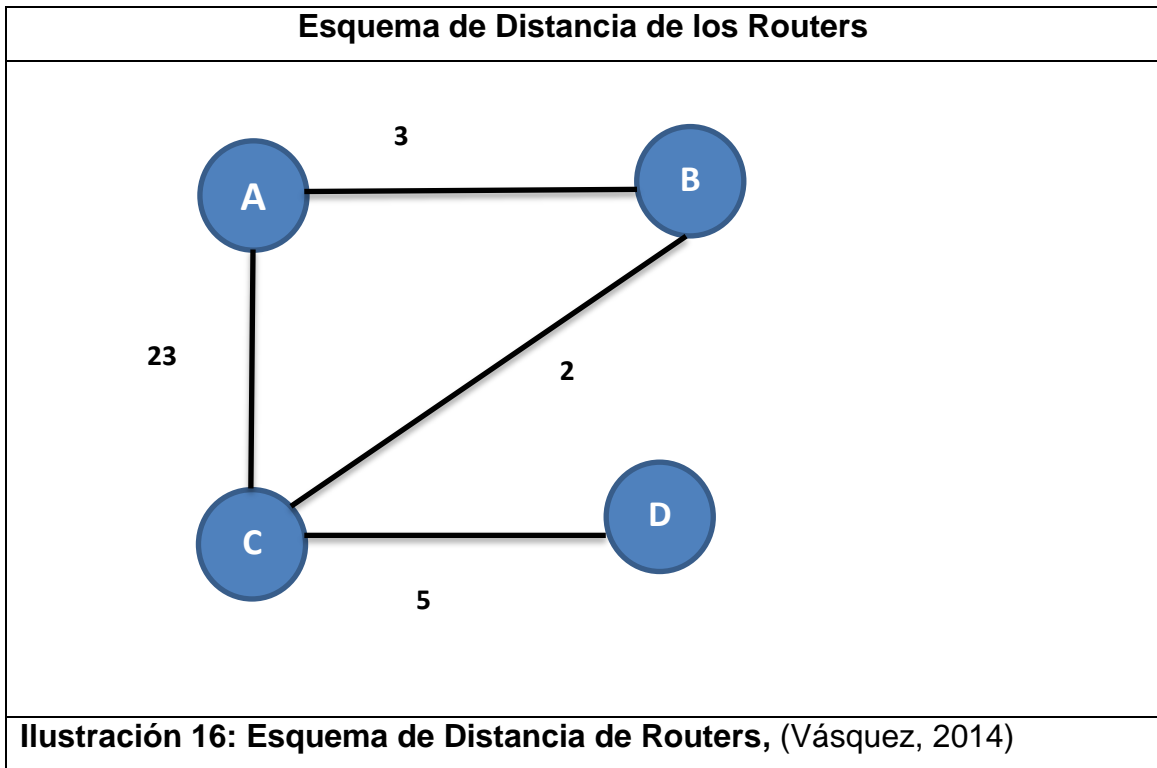 Esquema de Distancia de los Routers
3
A
B
23
2
D
C
5
Ilustración 16: Esquema de Distancia de Routers, (Vásquez, 2014)